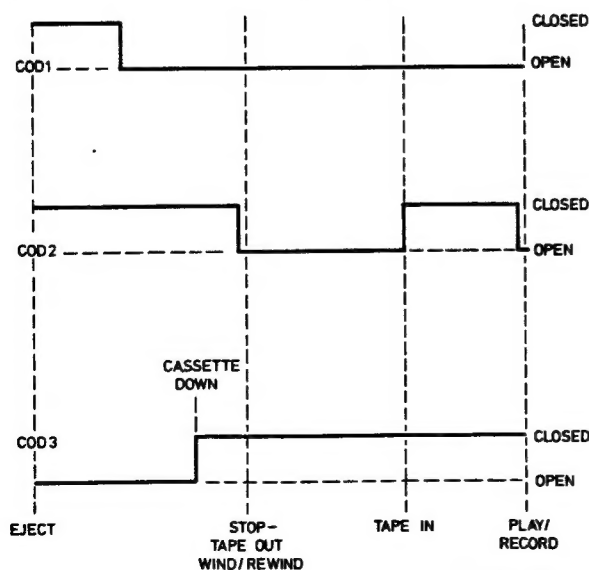 CLOSED
COD1
OPEN
CLOSED
COD2
OPEN
CASSETTE
DOWN
COD3
CLOSED
OPEN
EJECT
STOP-
TAPE OUT
WIND/REWIND
TAPE IN
PLAY/
RECORD